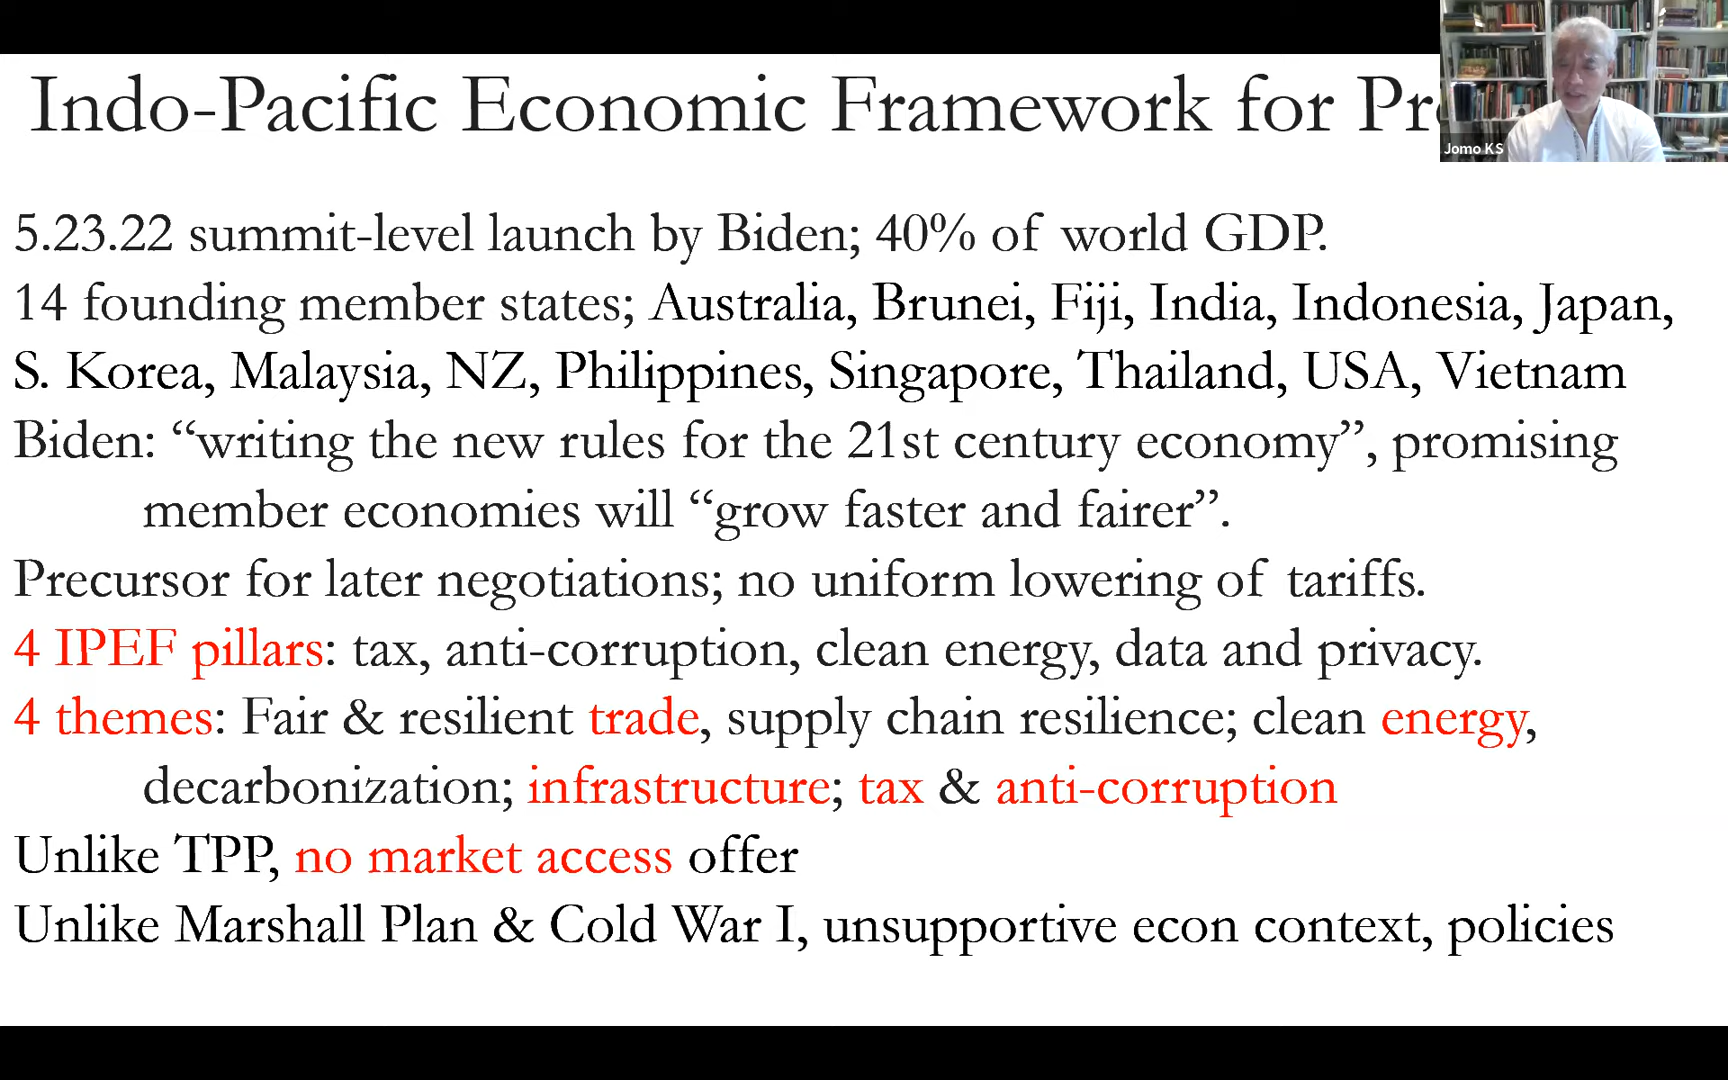 Indo-Pacific Economic Framework for Pr
Jomo KS
5.23.22 summit-level launch by Biden; 40% of world GDP.
14 founding member states; Australia, Brunei, Fiji, India, Indonesia, Japan,
S. Korea, Malaysia, NZ, Philippines, Singapore, Thailand, USA, Vietnam
Biden: “writing the new rules for the 21st century economy”, promising
member economies will “grow faster and fairer”.
Precursor for later negotiations; no uniform lowering of tariffs.
4 IPEF pillars: tax, anti-corruption, clean energy, data and privacy.
4 themes: Fair & resilient trade, supply chain resilience; clean energy,
decarbonization; infrastructure; tax & anti-corruption
Unlike TPP, no market access offer
Unlike Marshall Plan & Cold War I, unsupportive econ context, policies